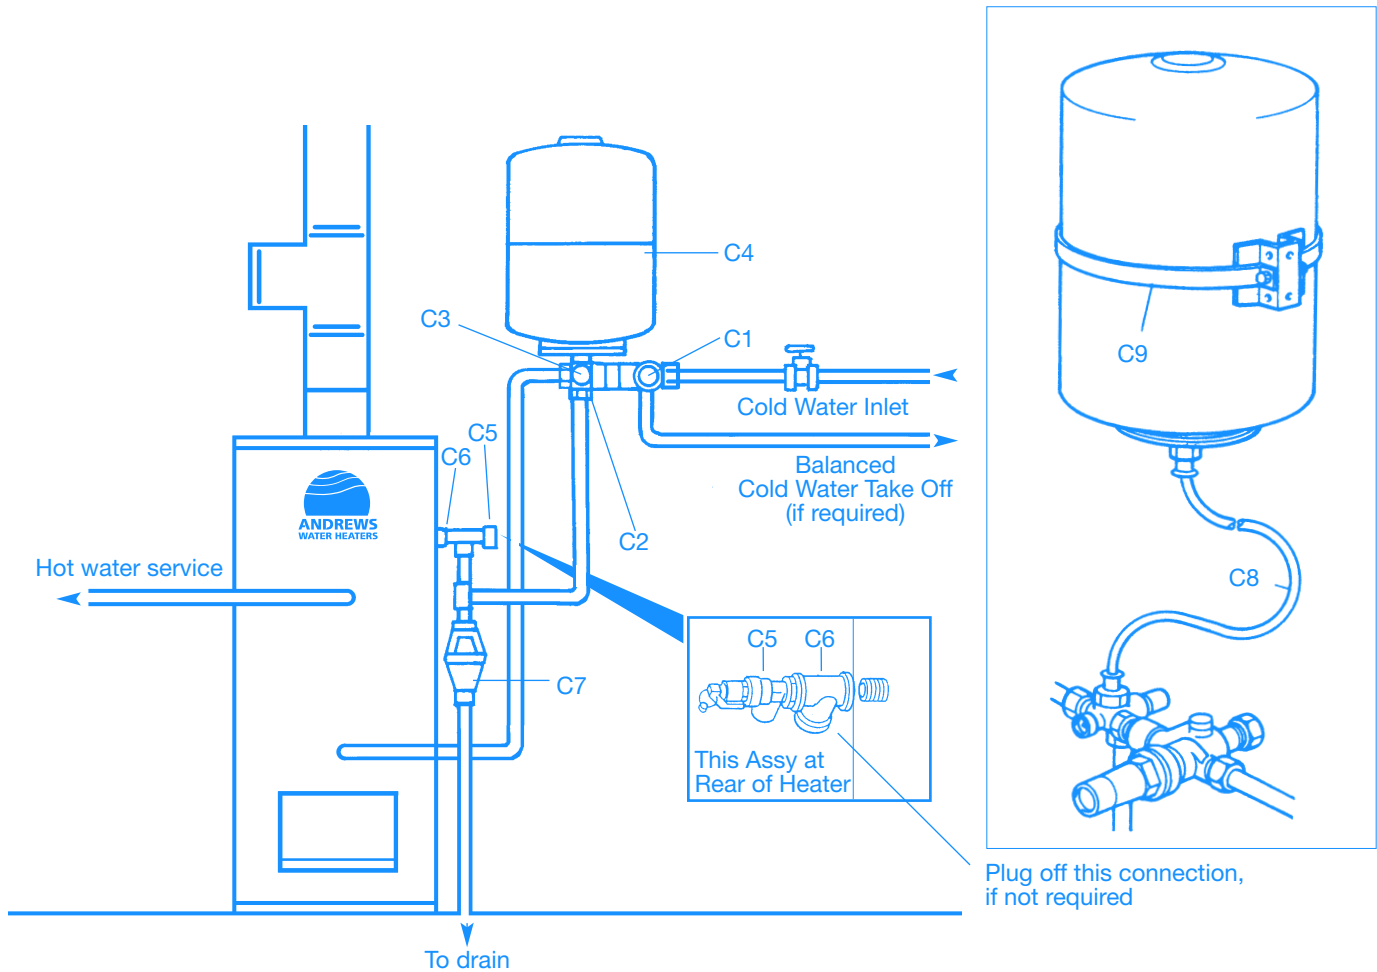 C4
C3
C1
Cold Water Inlet
C5
C6
Balanced
Cold Water Take Off
(if required)
ANDREWS
WATER HEATERS
C2
Hot water service
C7
C5 C6
This Assy at
Rear of Heater
To drain
C9
C8
Plug off this connection,
if not required